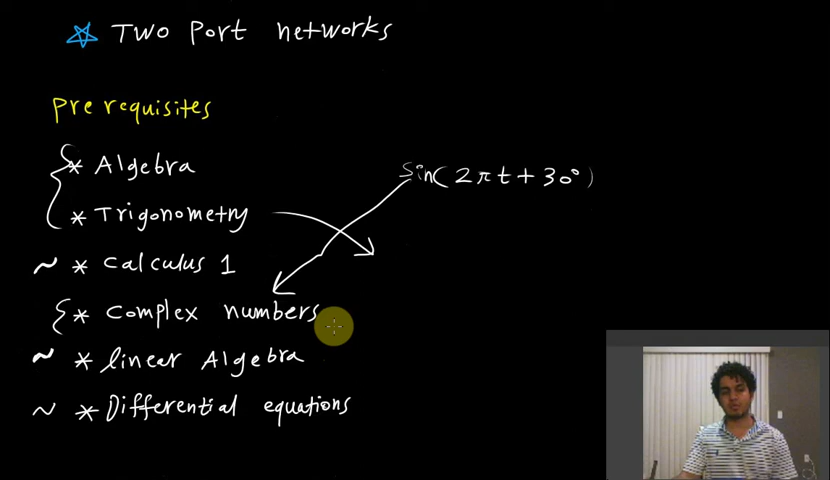 ☆ Two Port networks
Prerequisites
* Algebra
* Trigonometry
sin(2πt+30°)
~ * Calculus 1
* Complex numbers
~ * linear Algebra
~ * Differential equations